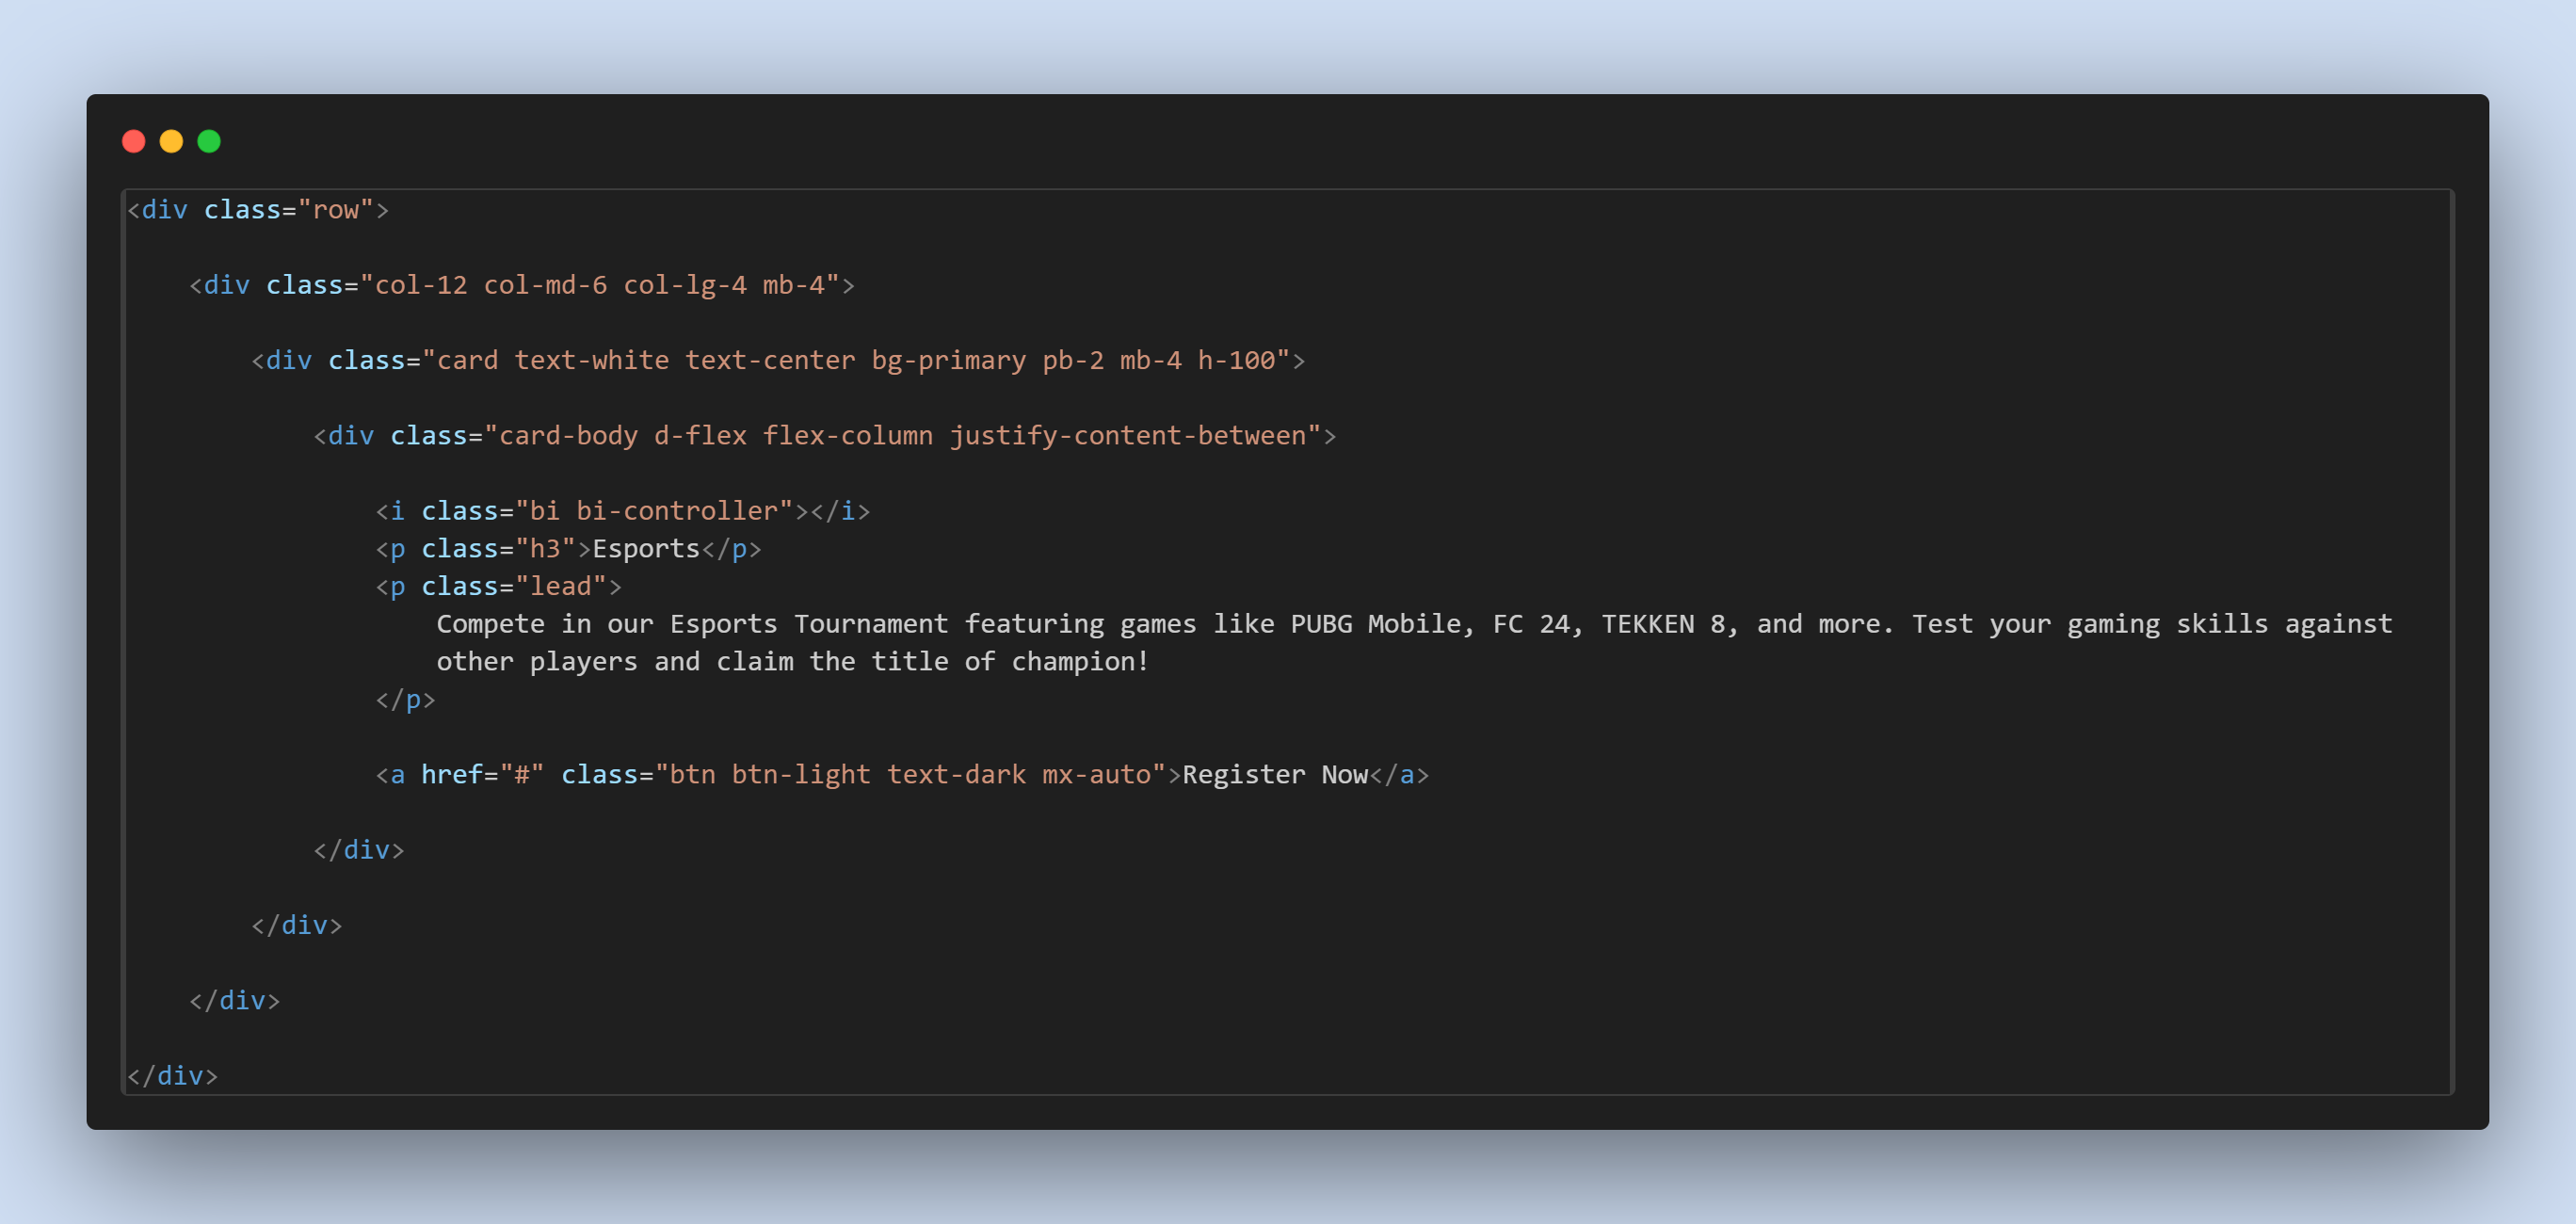 <div class="row">
<div class="col-12 col-md-6 col-lg-4 mb-4">
<div class="card text-white text-center bg-primary pb-2 mb-4 h-100">
<div class="card-body d-flex flex-column justify-content-between">
<i class="bi bi-controller"></i>
<p class="h3">Esports</p>
<p class="lead">
Compete in our Esports Tournament featuring games like PUBG Mobile, FC 24, TEKKEN 8, and more. Test your gaming skills against
other players and claim the title of champion!
</p>
<a href="#" class="btn btn-light text-dark mx-auto">Register Now</a>
</div>
</div>
</div>
</div>